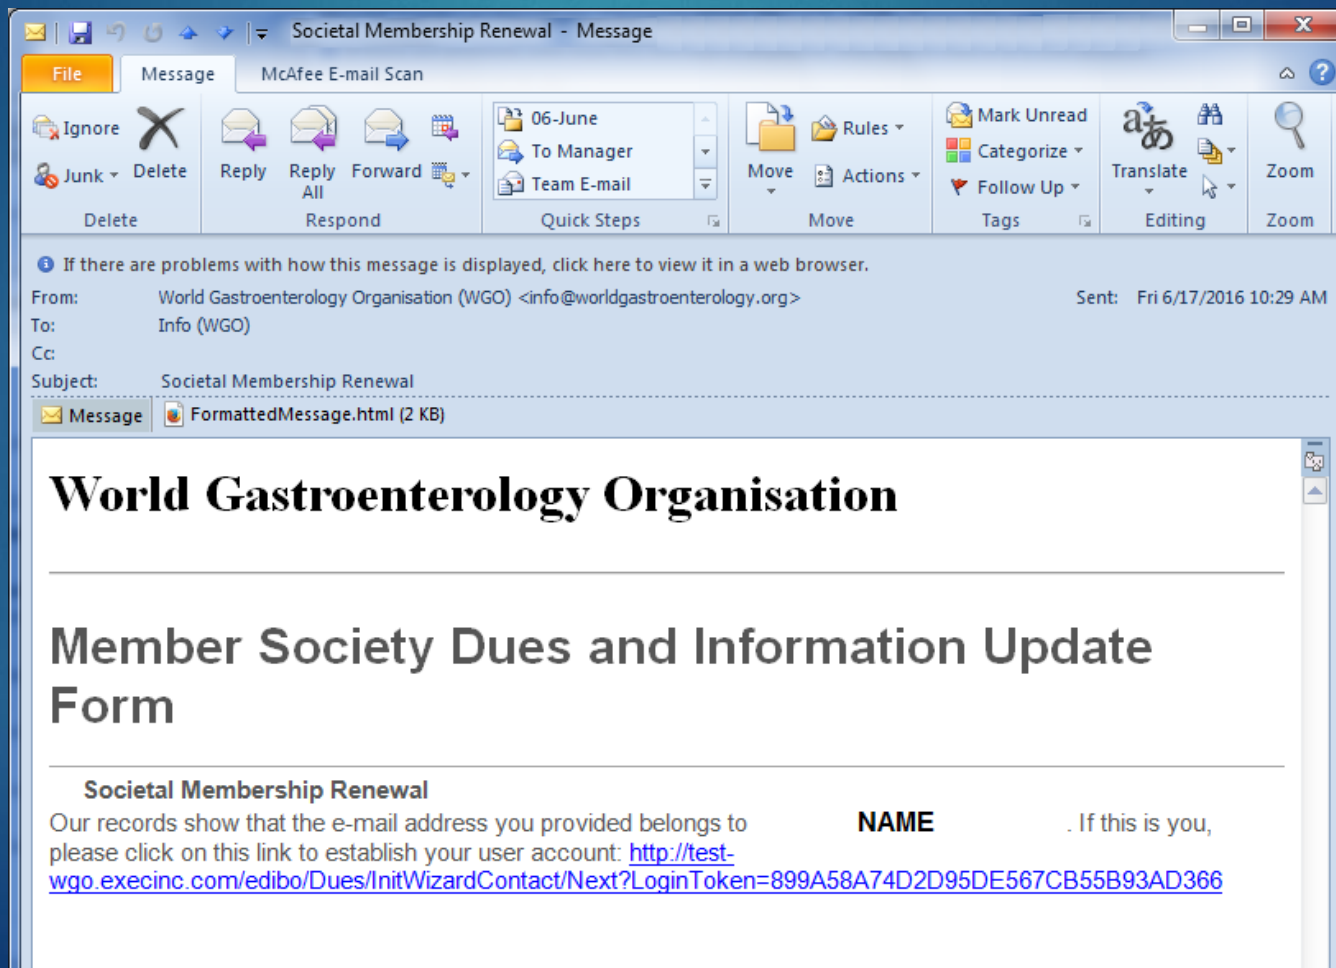 Societal Membership Renewal - Message
File Message McAfee E-mail Scan
Ignore
Junk
Delete
Reply
Reply All
Forward
06-June
To Manager
Team E-mail
Move
Rules
Actions
Mark Unread
Categorize
Follow Up
Translate
Zoom
Delete Respond Quick Steps Move Tags Editing Zoom
If there are problems with how this message is displayed, click here to view it in a web browser.
From: World Gastroenterology Organisation (WGO) <info@worldgastroenterology.org> Sent: Fri 6/17/2016 10:29 AM
To: Info (WGO)
Cc:
Subject: Societal Membership Renewal
Message FormattedMessage.html (2 KB)
World Gastroenterology Organisation
Member Society Dues and Information Update
Form
Societal Membership Renewal
Our records show that the e-mail address you provided belongs to NAME . If this is you,
please click on this link to establish your user account: http://test-
wgo.execinc.com/edibo/Dues/InitWizardContact/Next?LoginToken=899A58A74D2D95DE567CB55B93AD366